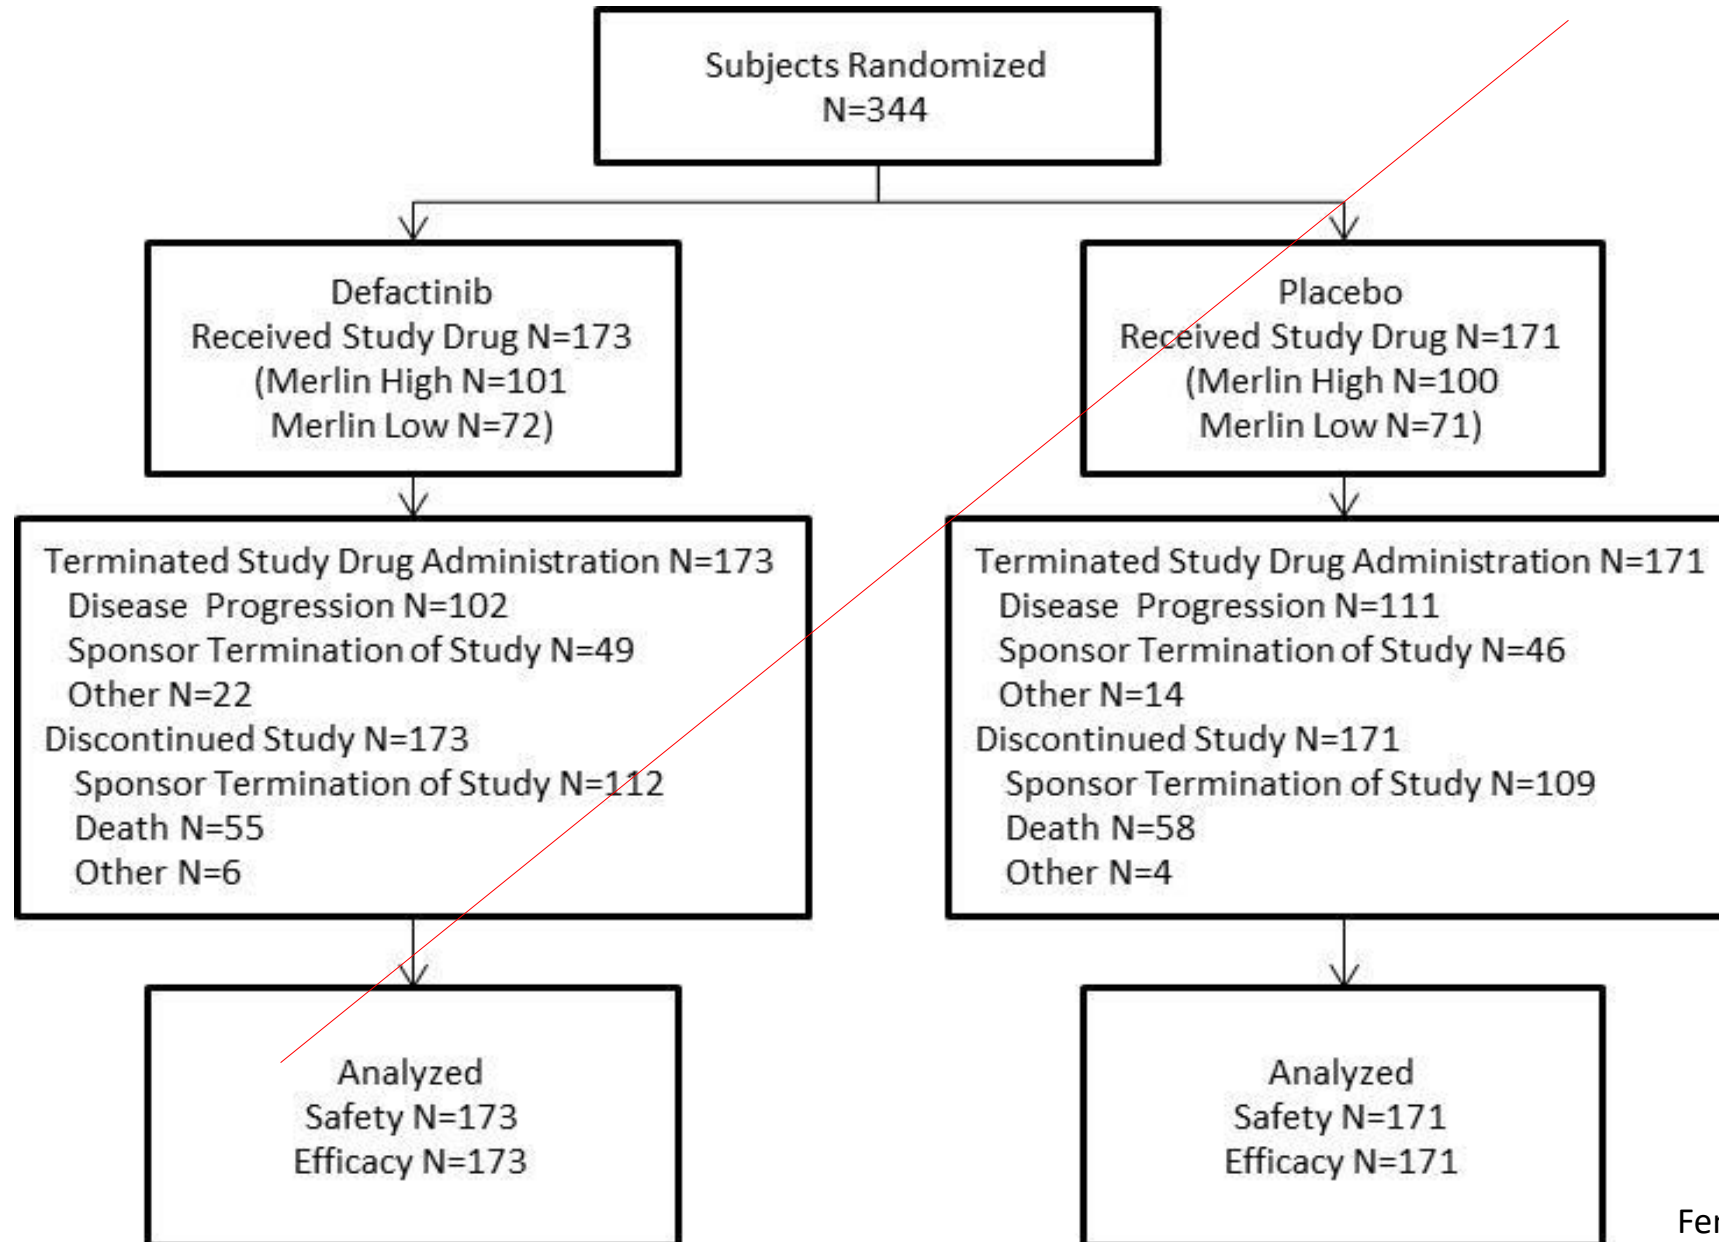 Subjects Randomized
N=344
Defactinib
Received Study Drug N=173
(Merlin High N=101
Merlin Low N=72)
Placebo
Received Study Drug N=171
(Merlin High N=100
Merlin Low N=71)
Terminated Study Drug Administration N=173
Disease Progression N=102
Sponsor Termination of Study N=49
Other N=22
Discontinued Study N=173
Sponsor Termination of Study N=112
Death N=55
Other N=6
Terminated Study Drug Administration N=171
Disease Progression N=111
Sponsor Termination of Study N=46
Other N=14
Discontinued Study N=171
Sponsor Termination of Study N=109
Death N=58
Other N=4
Analyzed
Safety N=173
Efficacy N=173
Analyzed
Safety N=171
Efficacy N=171